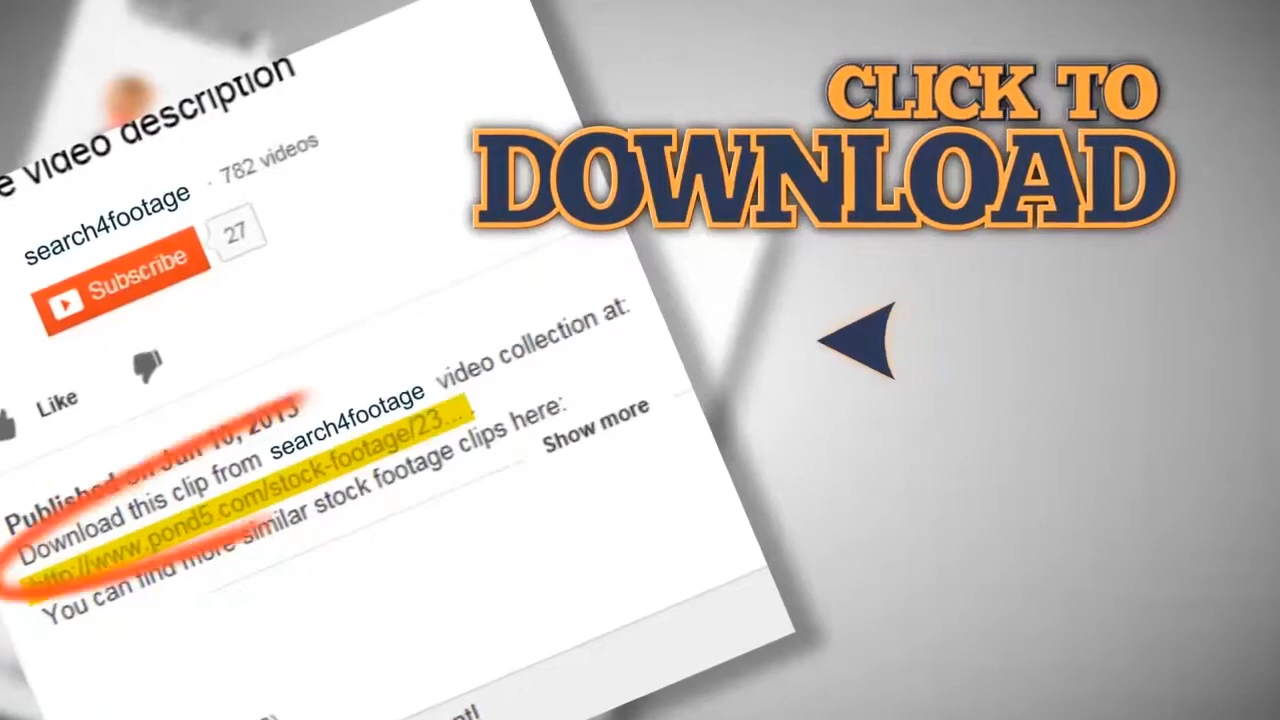 CLICK TO
DOWNLOAD
e video description
search4footage · 782 videos
Subscribe 27
Like
Published on Jun 10, 2013
Download this clip from search4footage video collection at:
http://www.pond5.com/stock-footage/23...
You can find more similar stock footage clips here:
Show more